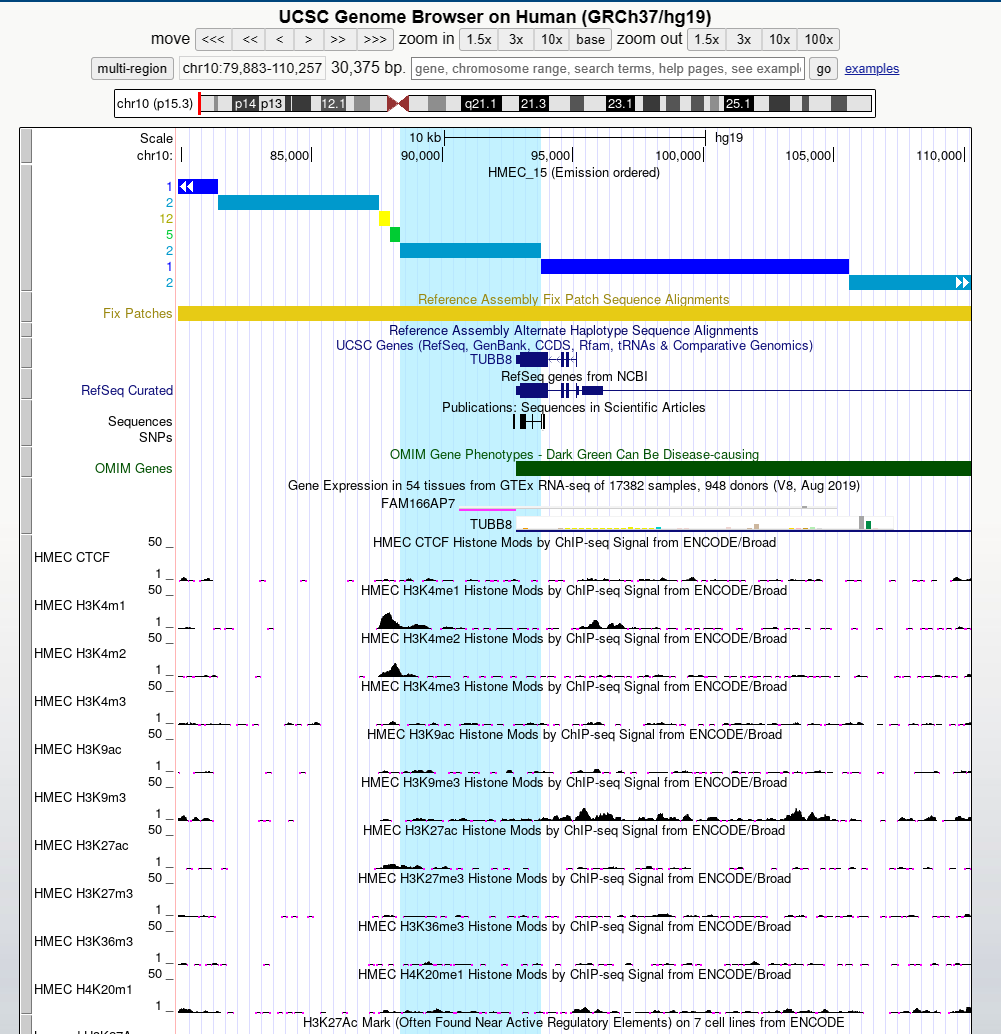 UCSC Genome Browser on Human (GRCh37/hg19)
move <<< << < > >> >>> zoom in 1.5x 3x 10x base zoom out 1.5x 3x 10x 100x
multi-region chr10:79,883-110,257 30,375 bp. gene, chromosome range, search terms, help pages, see exampl go examples
chr10 (p15.3) p14 p13 12.1 q21.1 21.3 23.1 25.1
Scale 10 kb hg19
chr10: 85,000 90,000 95,000 100,000 105,000 110,000
HMEC_15 (Emission ordered)
1
2
12
5
2
1
2
Reference Assembly Fix Patch Sequence Alignments
Fix Patches
Reference Assembly Alternate Haplotype Sequence Alignments
UCSC Genes (RefSeq, GenBank, CCDS, Rfam, tRNAs & Comparative Genomics)
TUBB8
RefSeq genes from NCBI
RefSeq Curated
Publications: Sequences in Scientific Articles
Sequences
SNPs
OMIM Gene Phenotypes - Dark Green Can Be Disease-causing
OMIM Genes
Gene Expression in 54 tissues from GTEx RNA-seq of 17382 samples, 948 donors (V8, Aug 2019)
FAM166AP7
TUBB8
50 _ HMEC CTCF Histone Mods by ChIP-seq Signal from ENCODE/Broad
HMEC CTCF
1 _
50 _ HMEC H3K4me1 Histone Mods by ChIP-seq Signal from ENCODE/Broad
HMEC H3K4m1
1 _
50 _ HMEC H3K4me2 Histone Mods by ChIP-seq Signal from ENCODE/Broad
HMEC H3K4m2
1 _
50 _ HMEC H3K4me3 Histone Mods by ChIP-seq Signal from ENCODE/Broad
HMEC H3K4m3
1 _
50 _ HMEC H3K9ac Histone Mods by ChIP-seq Signal from ENCODE/Broad
HMEC H3K9ac
1 _
50 _ HMEC H3K9me3 Histone Mods by ChIP-seq Signal from ENCODE/Broad
HMEC H3K9m3
1 _
50 _ HMEC H3K27ac Histone Mods by ChIP-seq Signal from ENCODE/Broad
HMEC H3K27ac
1 _
50 _ HMEC H3K27me3 Histone Mods by ChIP-seq Signal from ENCODE/Broad
HMEC H3K27m3
1 _
50 _ HMEC H3K36me3 Histone Mods by ChIP-seq Signal from ENCODE/Broad
HMEC H3K36m3
1 _
50 _ HMEC H4K20me1 Histone Mods by ChIP-seq Signal from ENCODE/Broad
HMEC H4K20m1
1 _
H3K27Ac Mark (Often Found Near Active Regulatory Elements) on 7 cell lines from ENCODE